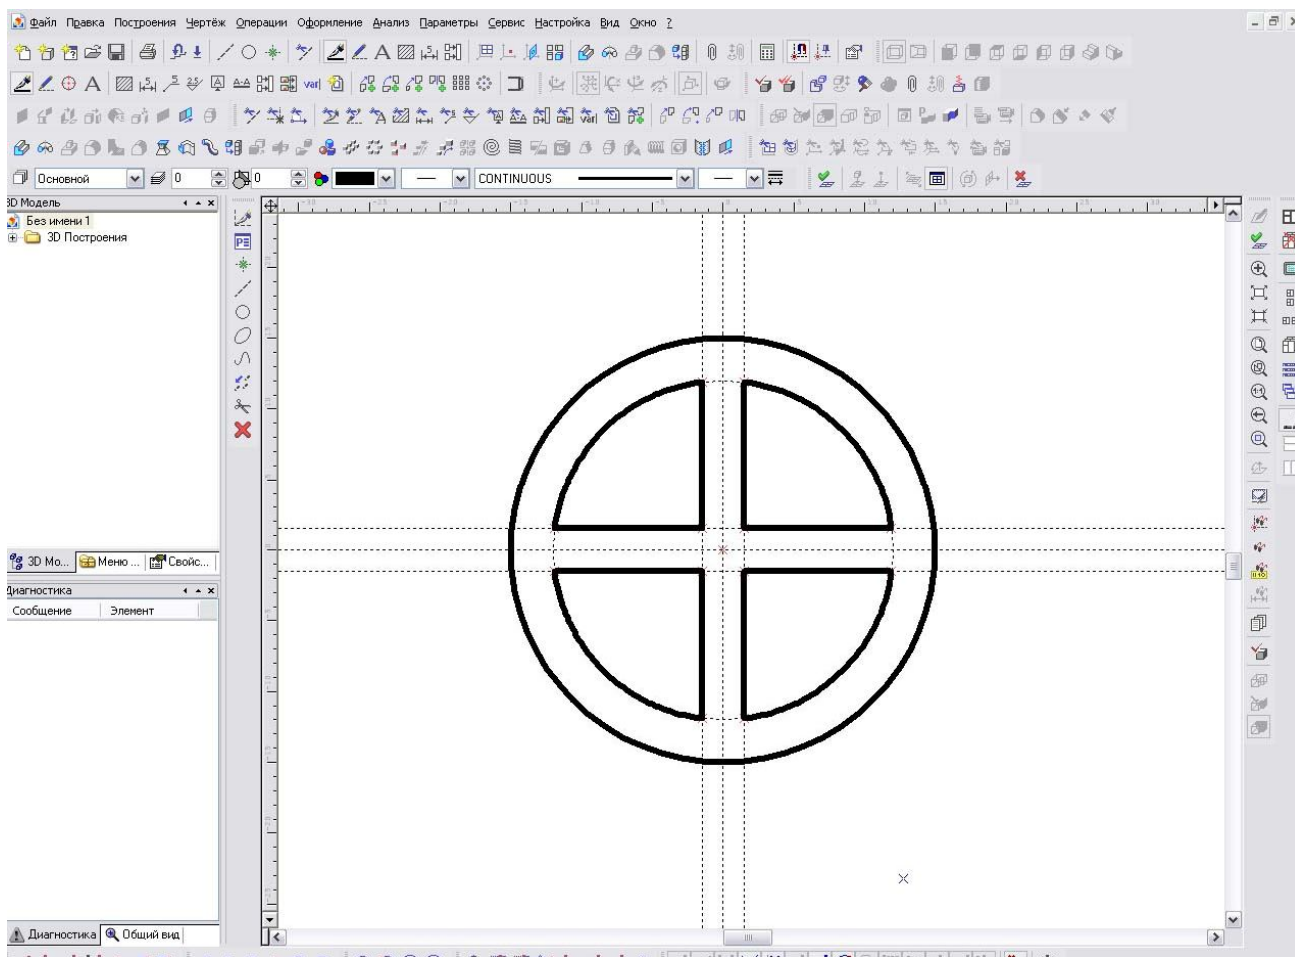 Файл Правка Построения Чертёж Операции Оформление Анализ Параметры Сервис Настройка Вид Окно ?
Основной 0 0 CONTINUOUS
3D Модель
Без имени 1
3D Построения
3D Мо... Меню ... Свойс...
Диагностика
Сообщение Элемент
Диагностика Общий вид